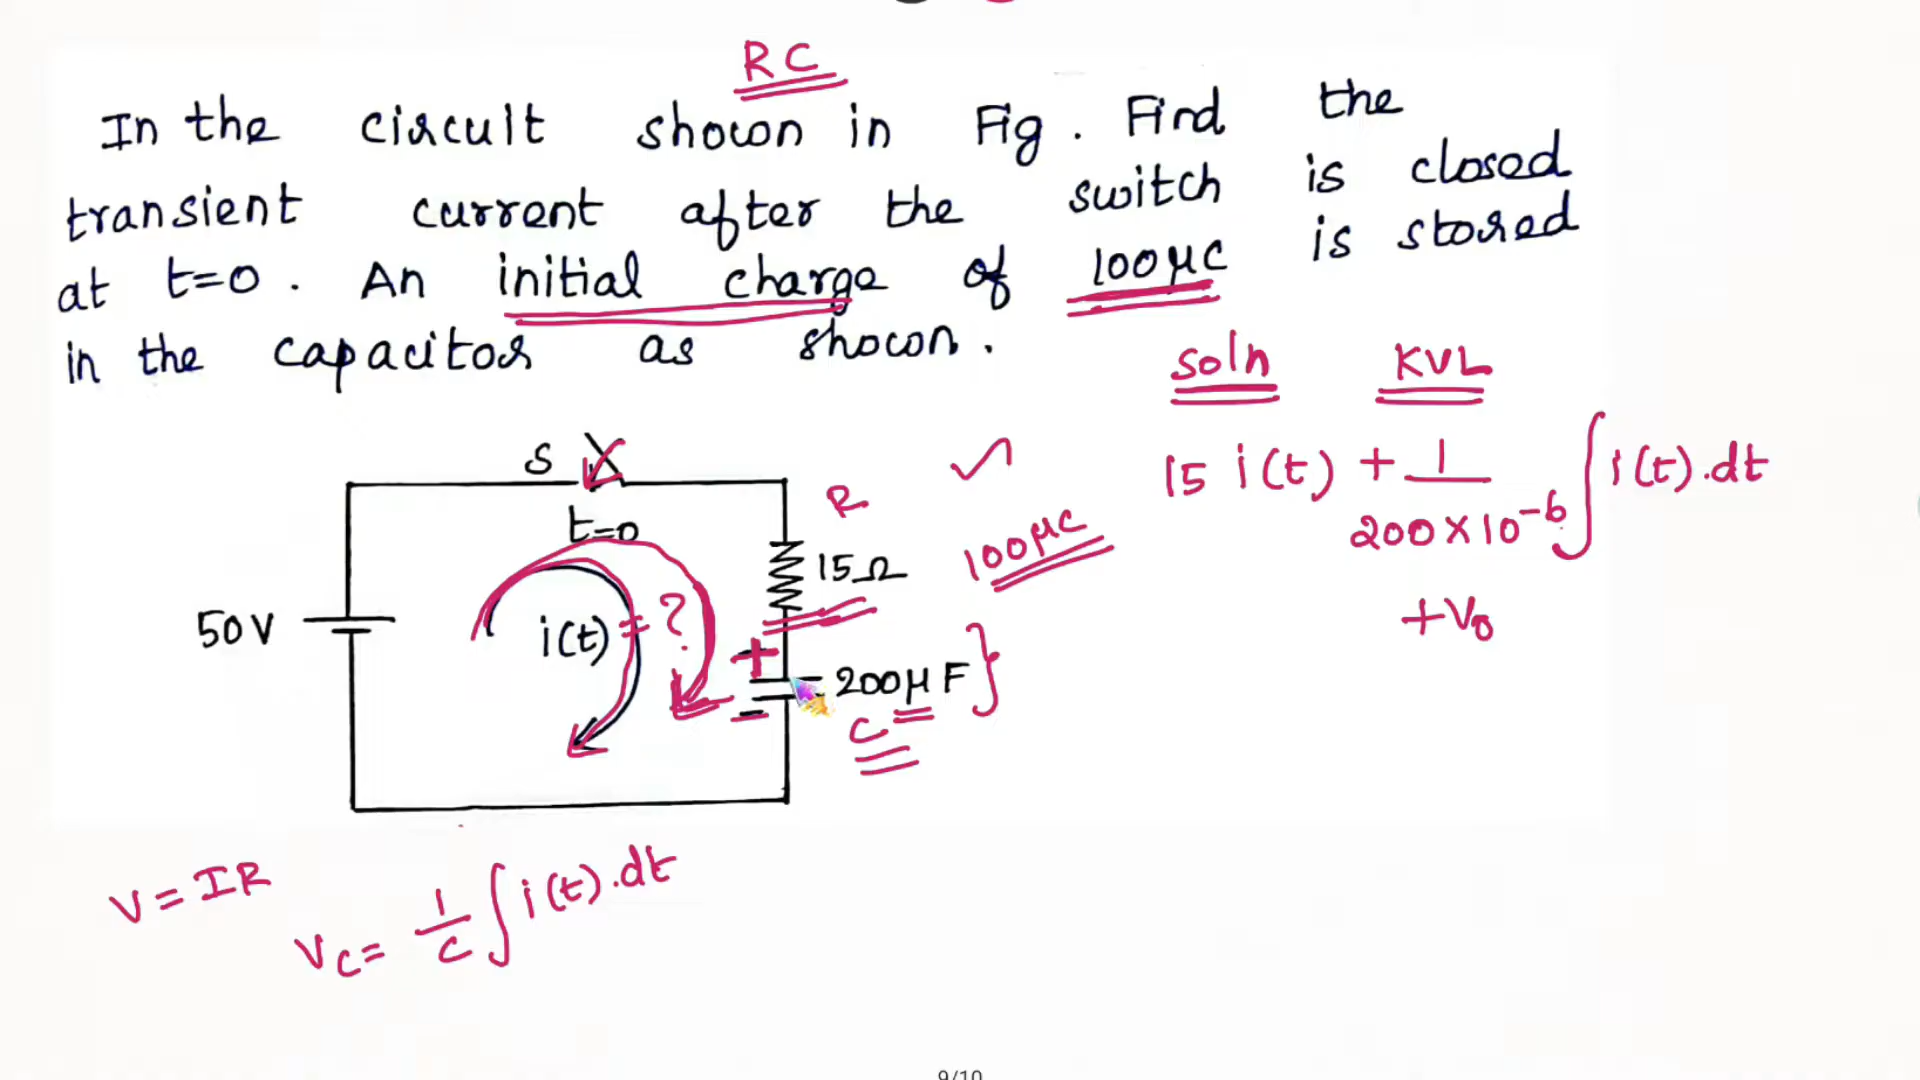 RC
In the circuit shown in Fig. Find the
transient current after the switch is closed
at t=0. An initial charge of 100μC is stored
in the capacitor as shown.
soln KVL
S
t=0
R
15Ω
100μC
50V
i(t) = ?
+
200μF }
-
C
15 i(t) + 1/200×10⁻⁶ ∫ i(t).dt
+V₀
V = IR
Vc = 1/C ∫ i(t).dt
9/10